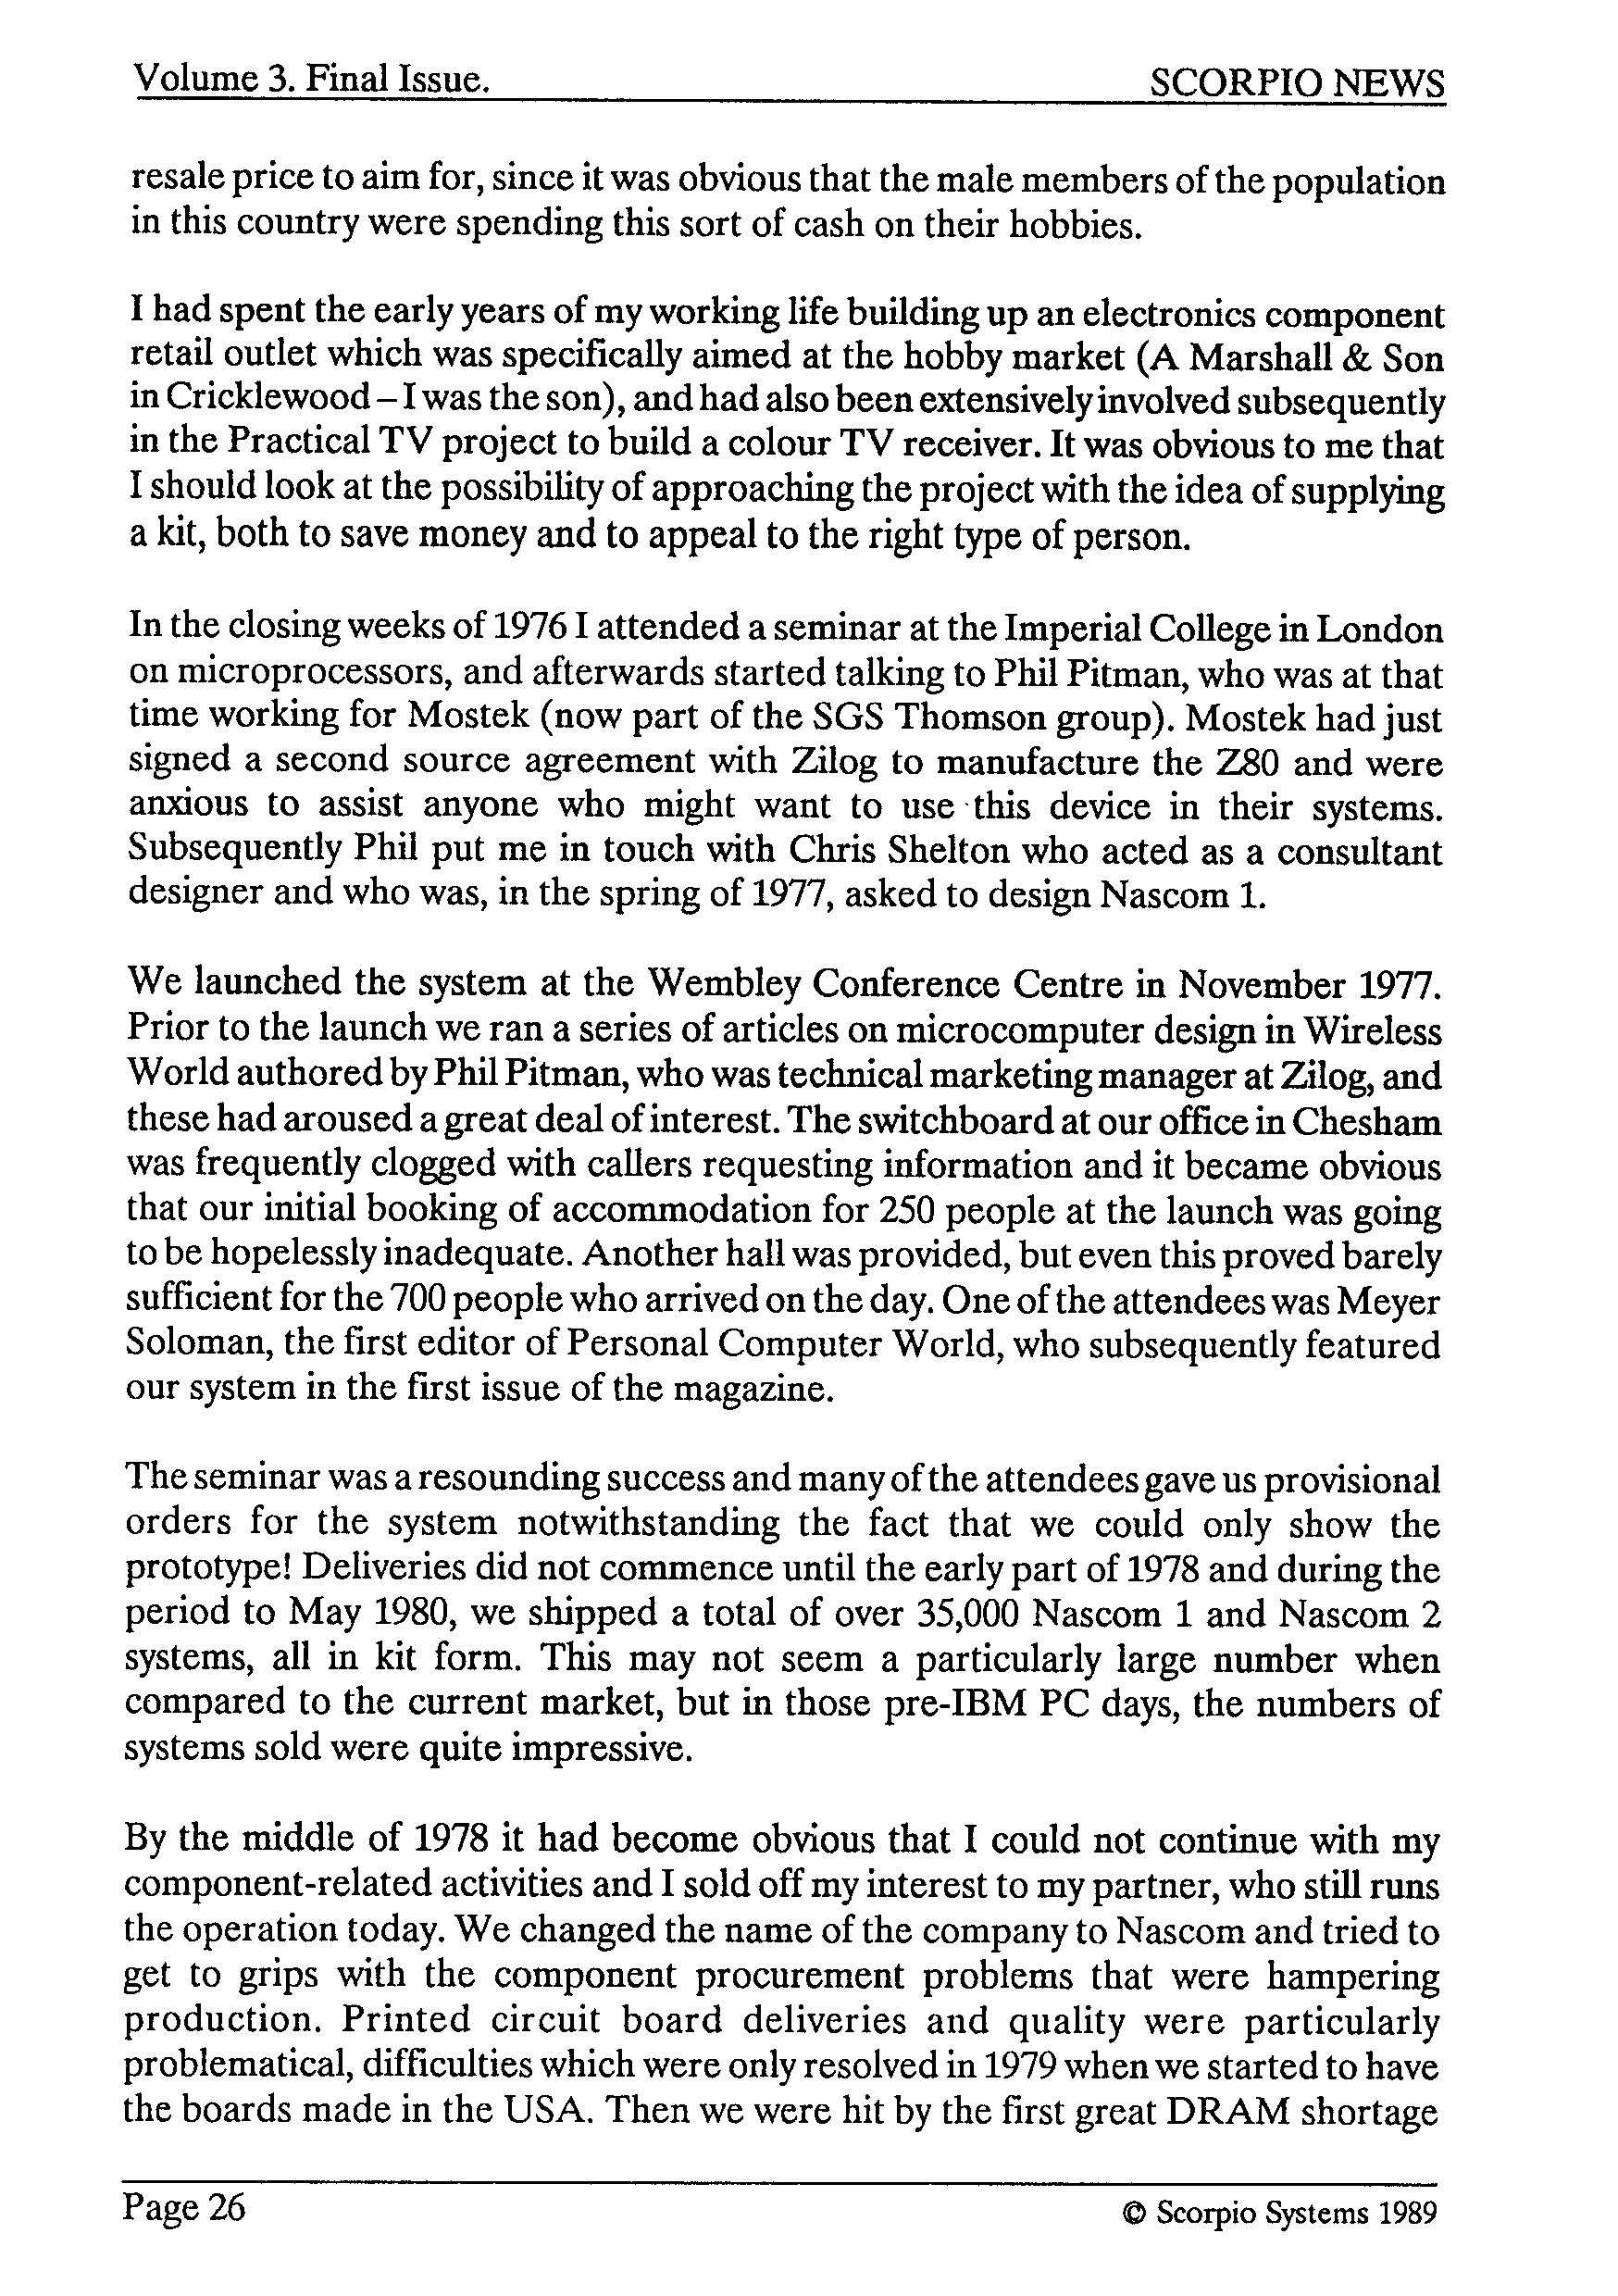 Volume 3. Final Issue. SCORPIO NEWS
resale price to aim for, since it was obvious that the male members of the population
in this country were spending this sort of cash on their hobbies.
I had spent the early years of my working life building up an electronics component
retail outlet which was specifically aimed at the hobby market (A Marshall & Son
in Cricklewood – I was the son), and had also been extensively involved subsequently
in the Practical TV project to build a colour TV receiver. It was obvious to me that
I should look at the possibility of approaching the project with the idea of supplying
a kit, both to save money and to appeal to the right type of person.
In the closing weeks of 1976 I attended a seminar at the Imperial College in London
on microprocessors, and afterwards started talking to Phil Pitman, who was at that
time working for Mostek (now part of the SGS Thomson group). Mostek had just
signed a second source agreement with Zilog to manufacture the Z80 and were
anxious to assist anyone who might want to use this device in their systems.
Subsequently Phil put me in touch with Chris Shelton who acted as a consultant
designer and who was, in the spring of 1977, asked to design Nascom 1.
We launched the system at the Wembley Conference Centre in November 1977.
Prior to the launch we ran a series of articles on microcomputer design in Wireless
World authored by Phil Pitman, who was technical marketing manager at Zilog, and
these had aroused a great deal of interest. The switchboard at our office in Chesham
was frequently clogged with callers requesting information and it became obvious
that our initial booking of accommodation for 250 people at the launch was going
to be hopelessly inadequate. Another hall was provided, but even this proved barely
sufficient for the 700 people who arrived on the day. One of the attendees was Meyer
Soloman, the first editor of Personal Computer World, who subsequently featured
our system in the first issue of the magazine.
The seminar was a resounding success and many of the attendees gave us provisional
orders for the system notwithstanding the fact that we could only show the
prototype! Deliveries did not commence until the early part of 1978 and during the
period to May 1980, we shipped a total of over 35,000 Nascom 1 and Nascom 2
systems, all in kit form. This may not seem a particularly large number when
compared to the current market, but in those pre-IBM PC days, the numbers of
systems sold were quite impressive.
By the middle of 1978 it had become obvious that I could not continue with my
component-related activities and I sold off my interest to my partner, who still runs
the operation today. We changed the name of the company to Nascom and tried to
get to grips with the component procurement problems that were hampering
production. Printed circuit board deliveries and quality were particularly
problematical, difficulties which were only resolved in 1979 when we started to have
the boards made in the USA. Then we were hit by the first great DRAM shortage
Page 26 © Scorpio Systems 1989